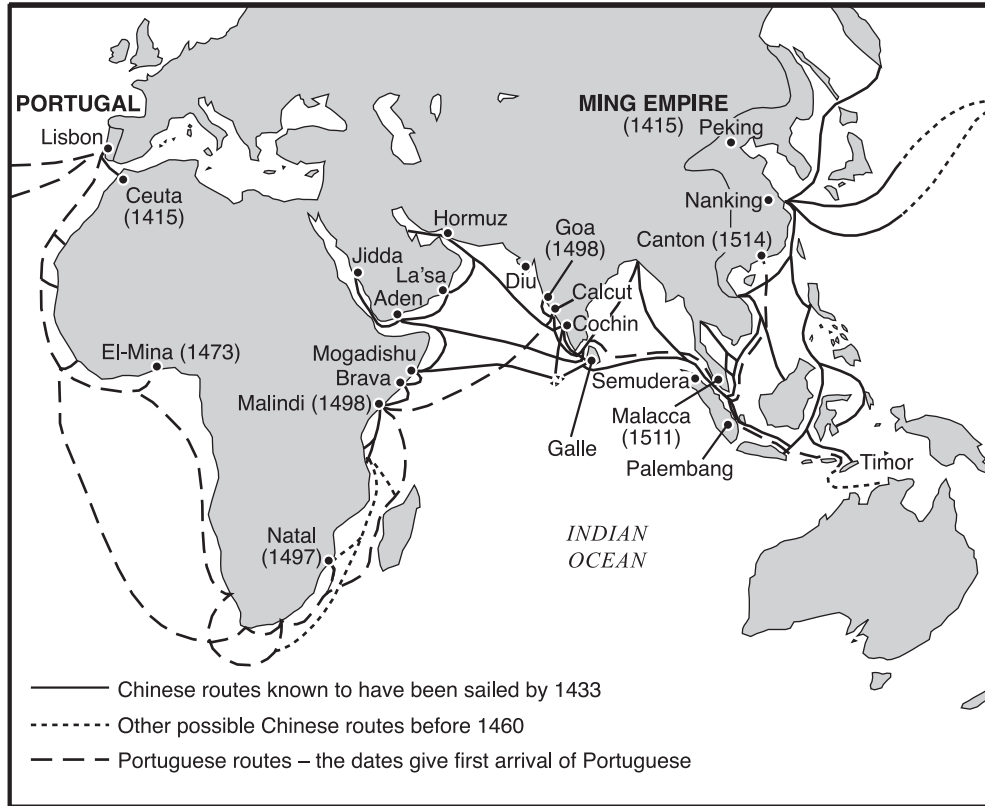 PORTUGAL
Lisbon
Ceuta
(1415)
MING EMPIRE
(1415)
Peking
Nanking
Canton (1514)
Hormuz
Goa
(1498)
Jidda
La'sa
Aden
Diu
Calcut
Cochin
El-Mina (1473)
Mogadishu
Brava
Malindi (1498)
Semudera
Malacca
(1511)
Galle
Palembang
Timor
Natal
(1497)
INDIAN
OCEAN
Chinese routes known to have been sailed by 1433
Other possible Chinese routes before 1460
Portuguese routes – the dates give first arrival of Portuguese